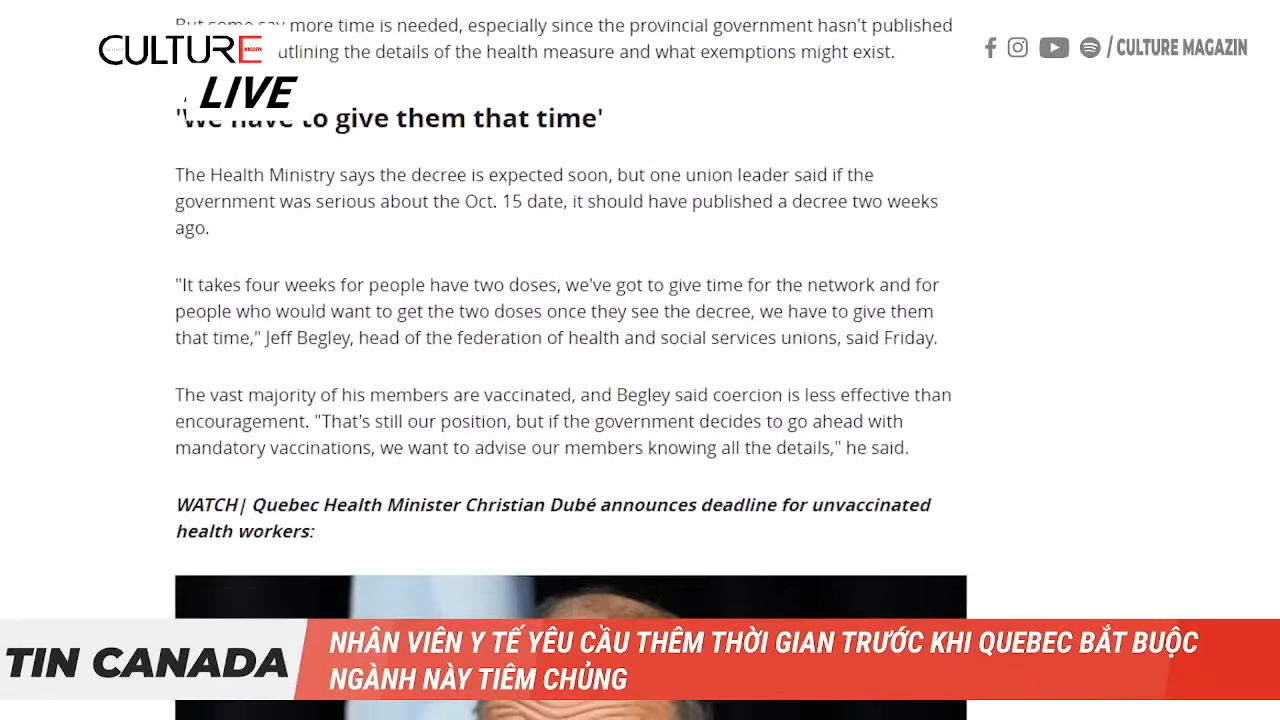 But some say more time is needed, especially since the provincial government hasn't published
utlining the details of the health measure and what exemptions might exist.
CULTURE
LIVE
/ CULTURE MAGAZIN
'We have to give them that time'
The Health Ministry says the decree is expected soon, but one union leader said if the
government was serious about the Oct. 15 date, it should have published a decree two weeks
ago.
"It takes four weeks for people have two doses, we've got to give time for the network and for
people who would want to get the two doses once they see the decree, we have to give them
that time," Jeff Begley, head of the federation of health and social services unions, said Friday.
The vast majority of his members are vaccinated, and Begley said coercion is less effective than
encouragement. "That's still our position, but if the government decides to go ahead with
mandatory vaccinations, we want to advise our members knowing all the details," he said.
WATCH| Quebec Health Minister Christian Dubé announces deadline for unvaccinated
health workers:
TIN CANADA
NHÂN VIÊN Y TẾ YÊU CẦU THÊM THỜI GIAN TRƯỚC KHI QUEBEC BẮT BUỘC
NGÀNH NÀY TIÊM CHỦNG